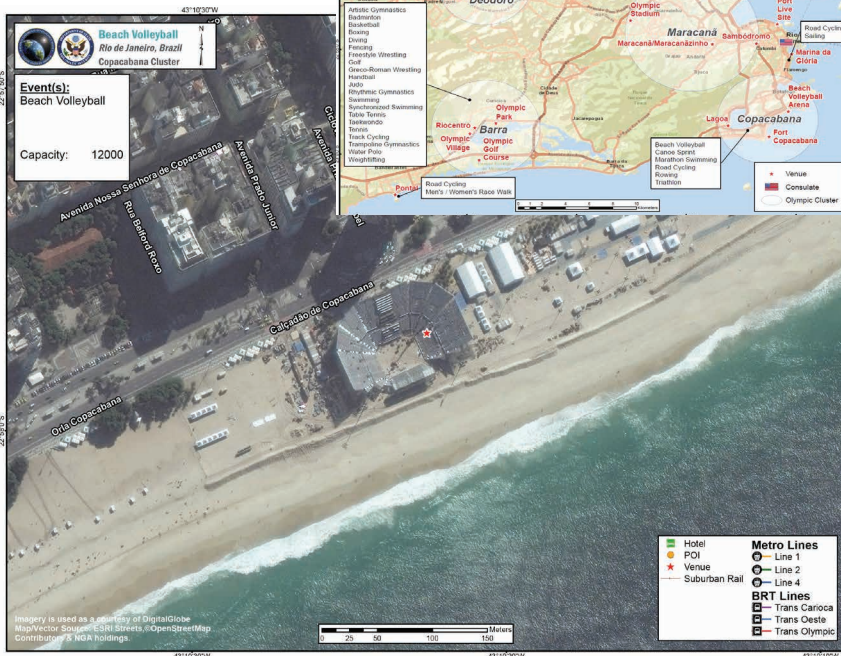 43°10'30"W
Beach Volleyball
Rio de Janeiro, Brazil
Copacabana Cluster
N
Event(s):
Beach Volleyball
Capacity: 12000
Artistic Gymnastics
Badminton
Basketball
Boxing
Diving
Fencing
Freestyle Wrestling
Golf
Greco-Roman Wrestling
Handball
Judo
Rhythmic Gymnastics
Swimming
Synchronized Swimming
Table Tennis
Taekwondo
Tennis
Track Cycling
Trampoline Gymnastics
Water Polo
Weightlifting
Deodoro
Olympic
Stadium
Maracanã
Maracanã/Maracanãzinho
Sambódromo
Port
Live
Site
Road Cycling
Sailing
Marina da
Glória
Flamengo
Beach
Volleyball
Arena
Lagoa
Copacabana
Fort
Copacabana
Cidade
de Deus
Jacarepaguá
Olympic
Park
Riocentro
Barra
Olympic
Village
Olympic
Golf
Course
Pontal
Road Cycling
Men's / Women's Race Walk
Beach Volleyball
Canoe Sprint
Marathon Swimming
Road Cycling
Rowing
Triathlon
Venue
Consulate
Olympic Cluster
Avenida Nossa Senhora de Copacabana
Avenida Prado Junior
Rua Belford Roxo
Calçadão de Copacabana
Orla Copacabana
Hotel
POI
Venue
Suburban Rail
Metro Lines
Line 1
Line 2
Line 4
BRT Lines
Trans Carioca
Trans Oeste
Trans Olympic
Imagery is used as a courtesy of DigitalGlobe
Map/Vector Source: ESRI Streets,©OpenStreetMap
Contributors & NGA holdings.
Meters
0 25 50 100 150